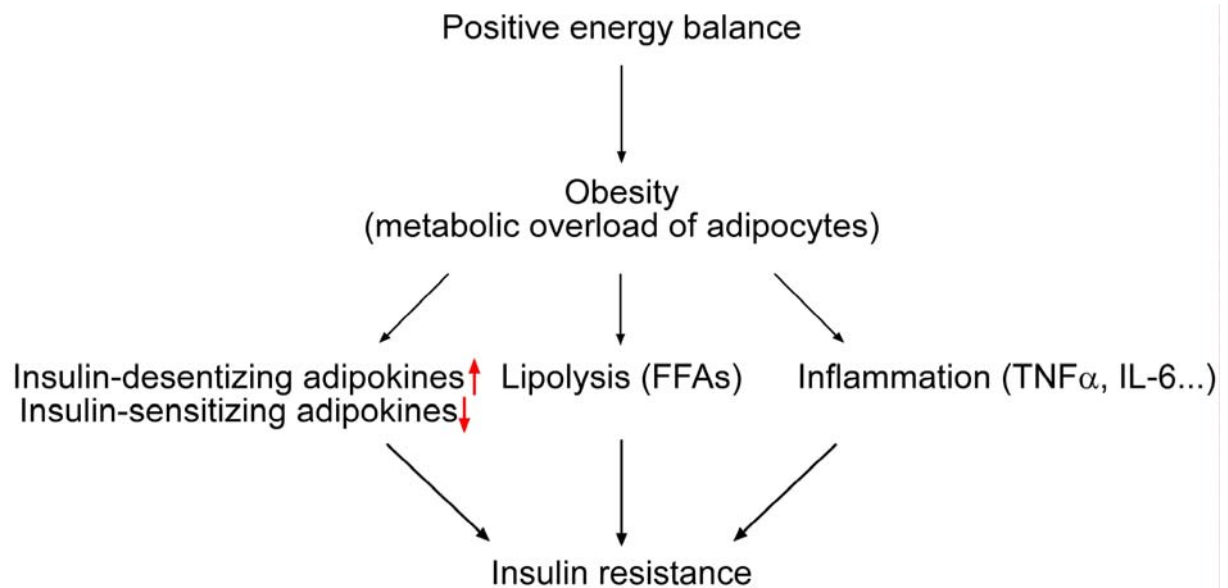 Positive energy balance
Obesity
(metabolic overload of adipocytes)
Insulin-desentizing adipokines
Insulin-sensitizing adipokines
Lipolysis (FFAs)
Inflammation (TNFα, IL-6...)
Insulin resistance